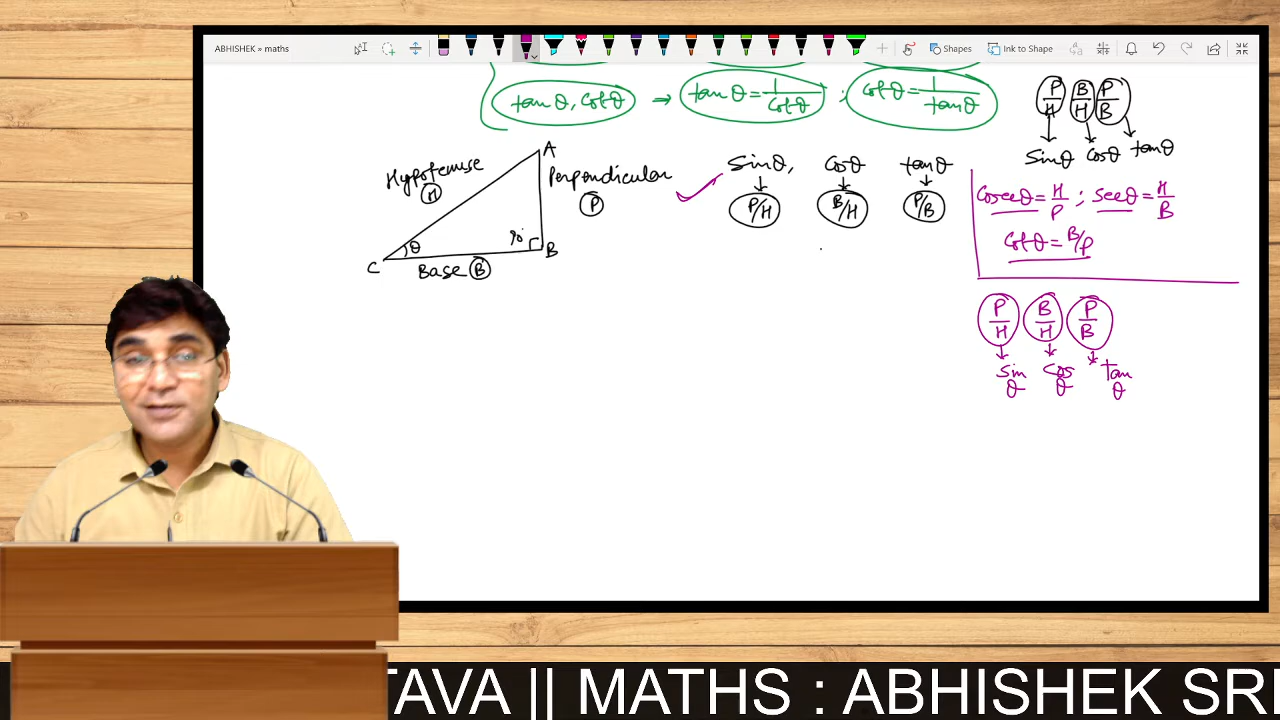 ABHISHEK » maths
Shapes
Ink to Shape
tan θ, Cot θ ⇒ tan θ = 1/Cot θ ; Cot θ = 1/tan θ
P/H B/H P/B
Sin θ Cos θ tan θ
Hypotenuse
H
A
Perpendicular
P
θ
90°
C
B
Base B
Sin θ, Cos θ tan θ
P/H B/H P/B
Cosec θ = H/P ; Sec θ = H/B
Cot θ = B/P
P/H B/H P/B
Sin θ Cos θ tan θ
TAVA || MATHS : ABHISHEK SRI